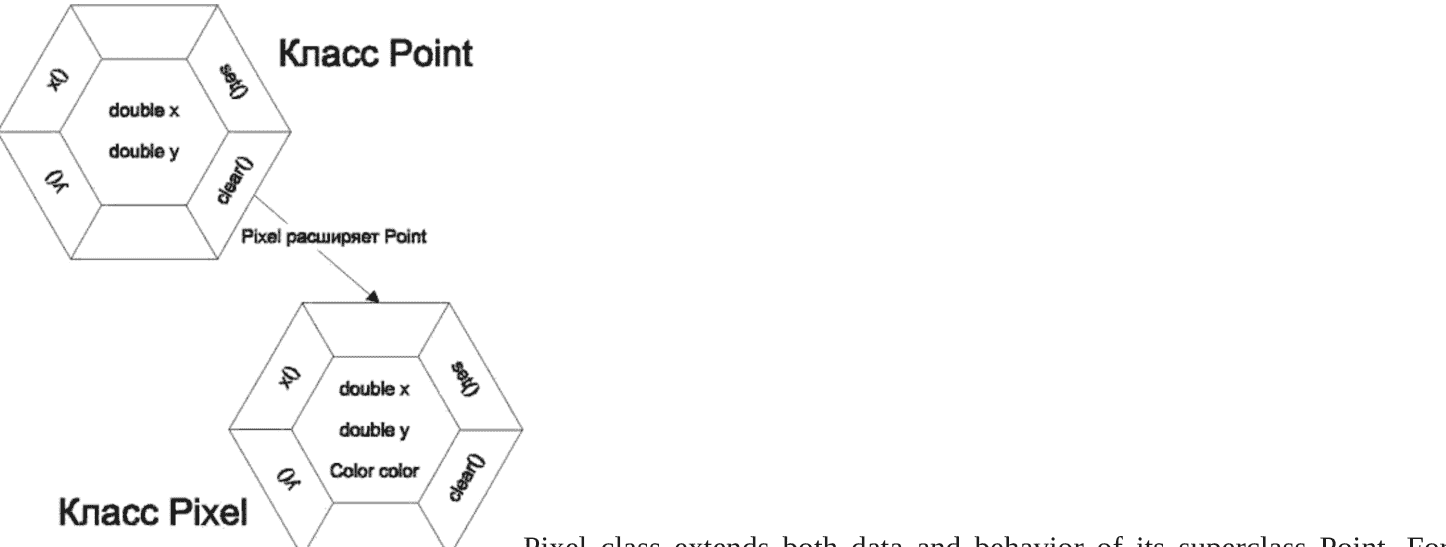 Класс Point
x()
set()
double x
double y
y()
clear()
Pixel расширяет Point
x()
set()
double x
double y
Color color
y()
clear()
Класс Pixel
Pixel class extends both data and behavior of its superclass Point. For